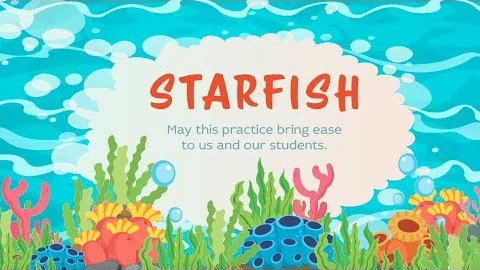 STARFISH
May this practice bring ease
to us and our students.